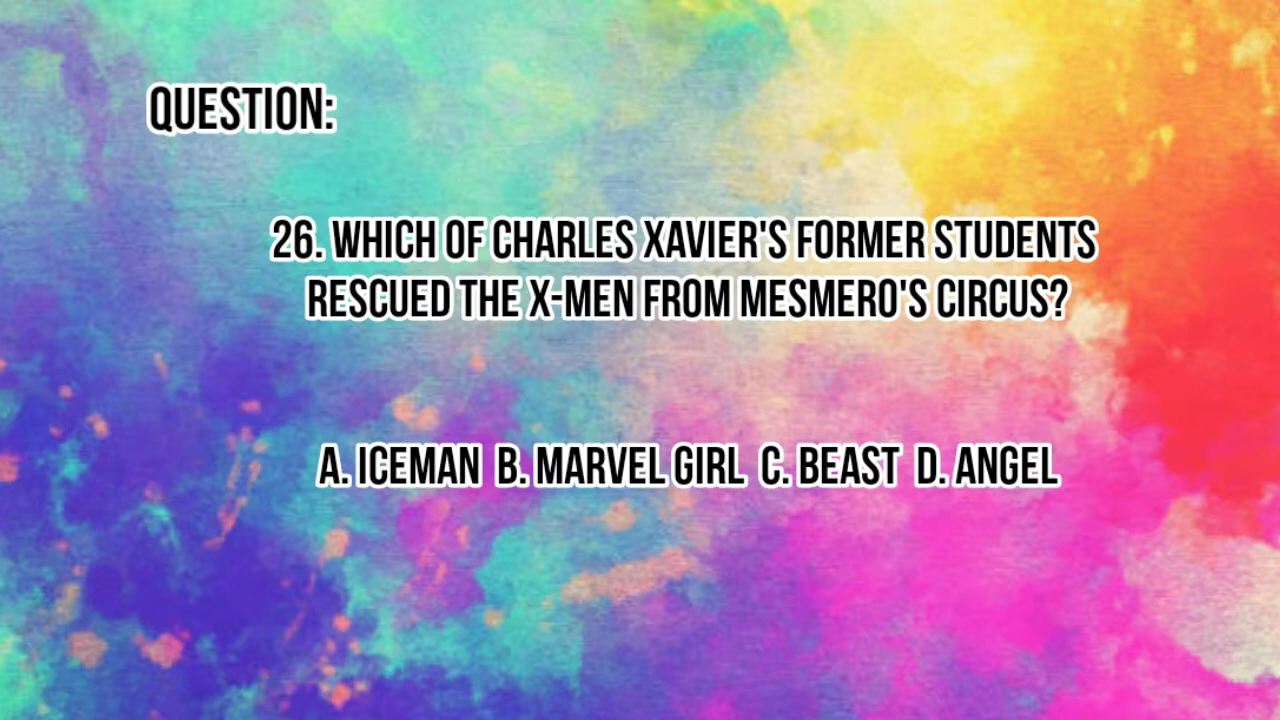 QUESTION:
26. WHICH OF CHARLES XAVIER'S FORMER STUDENTS
RESCUED THE X-MEN FROM MESMERO'S CIRCUS?
A. ICEMAN B. MARVEL GIRL C. BEAST D. ANGEL